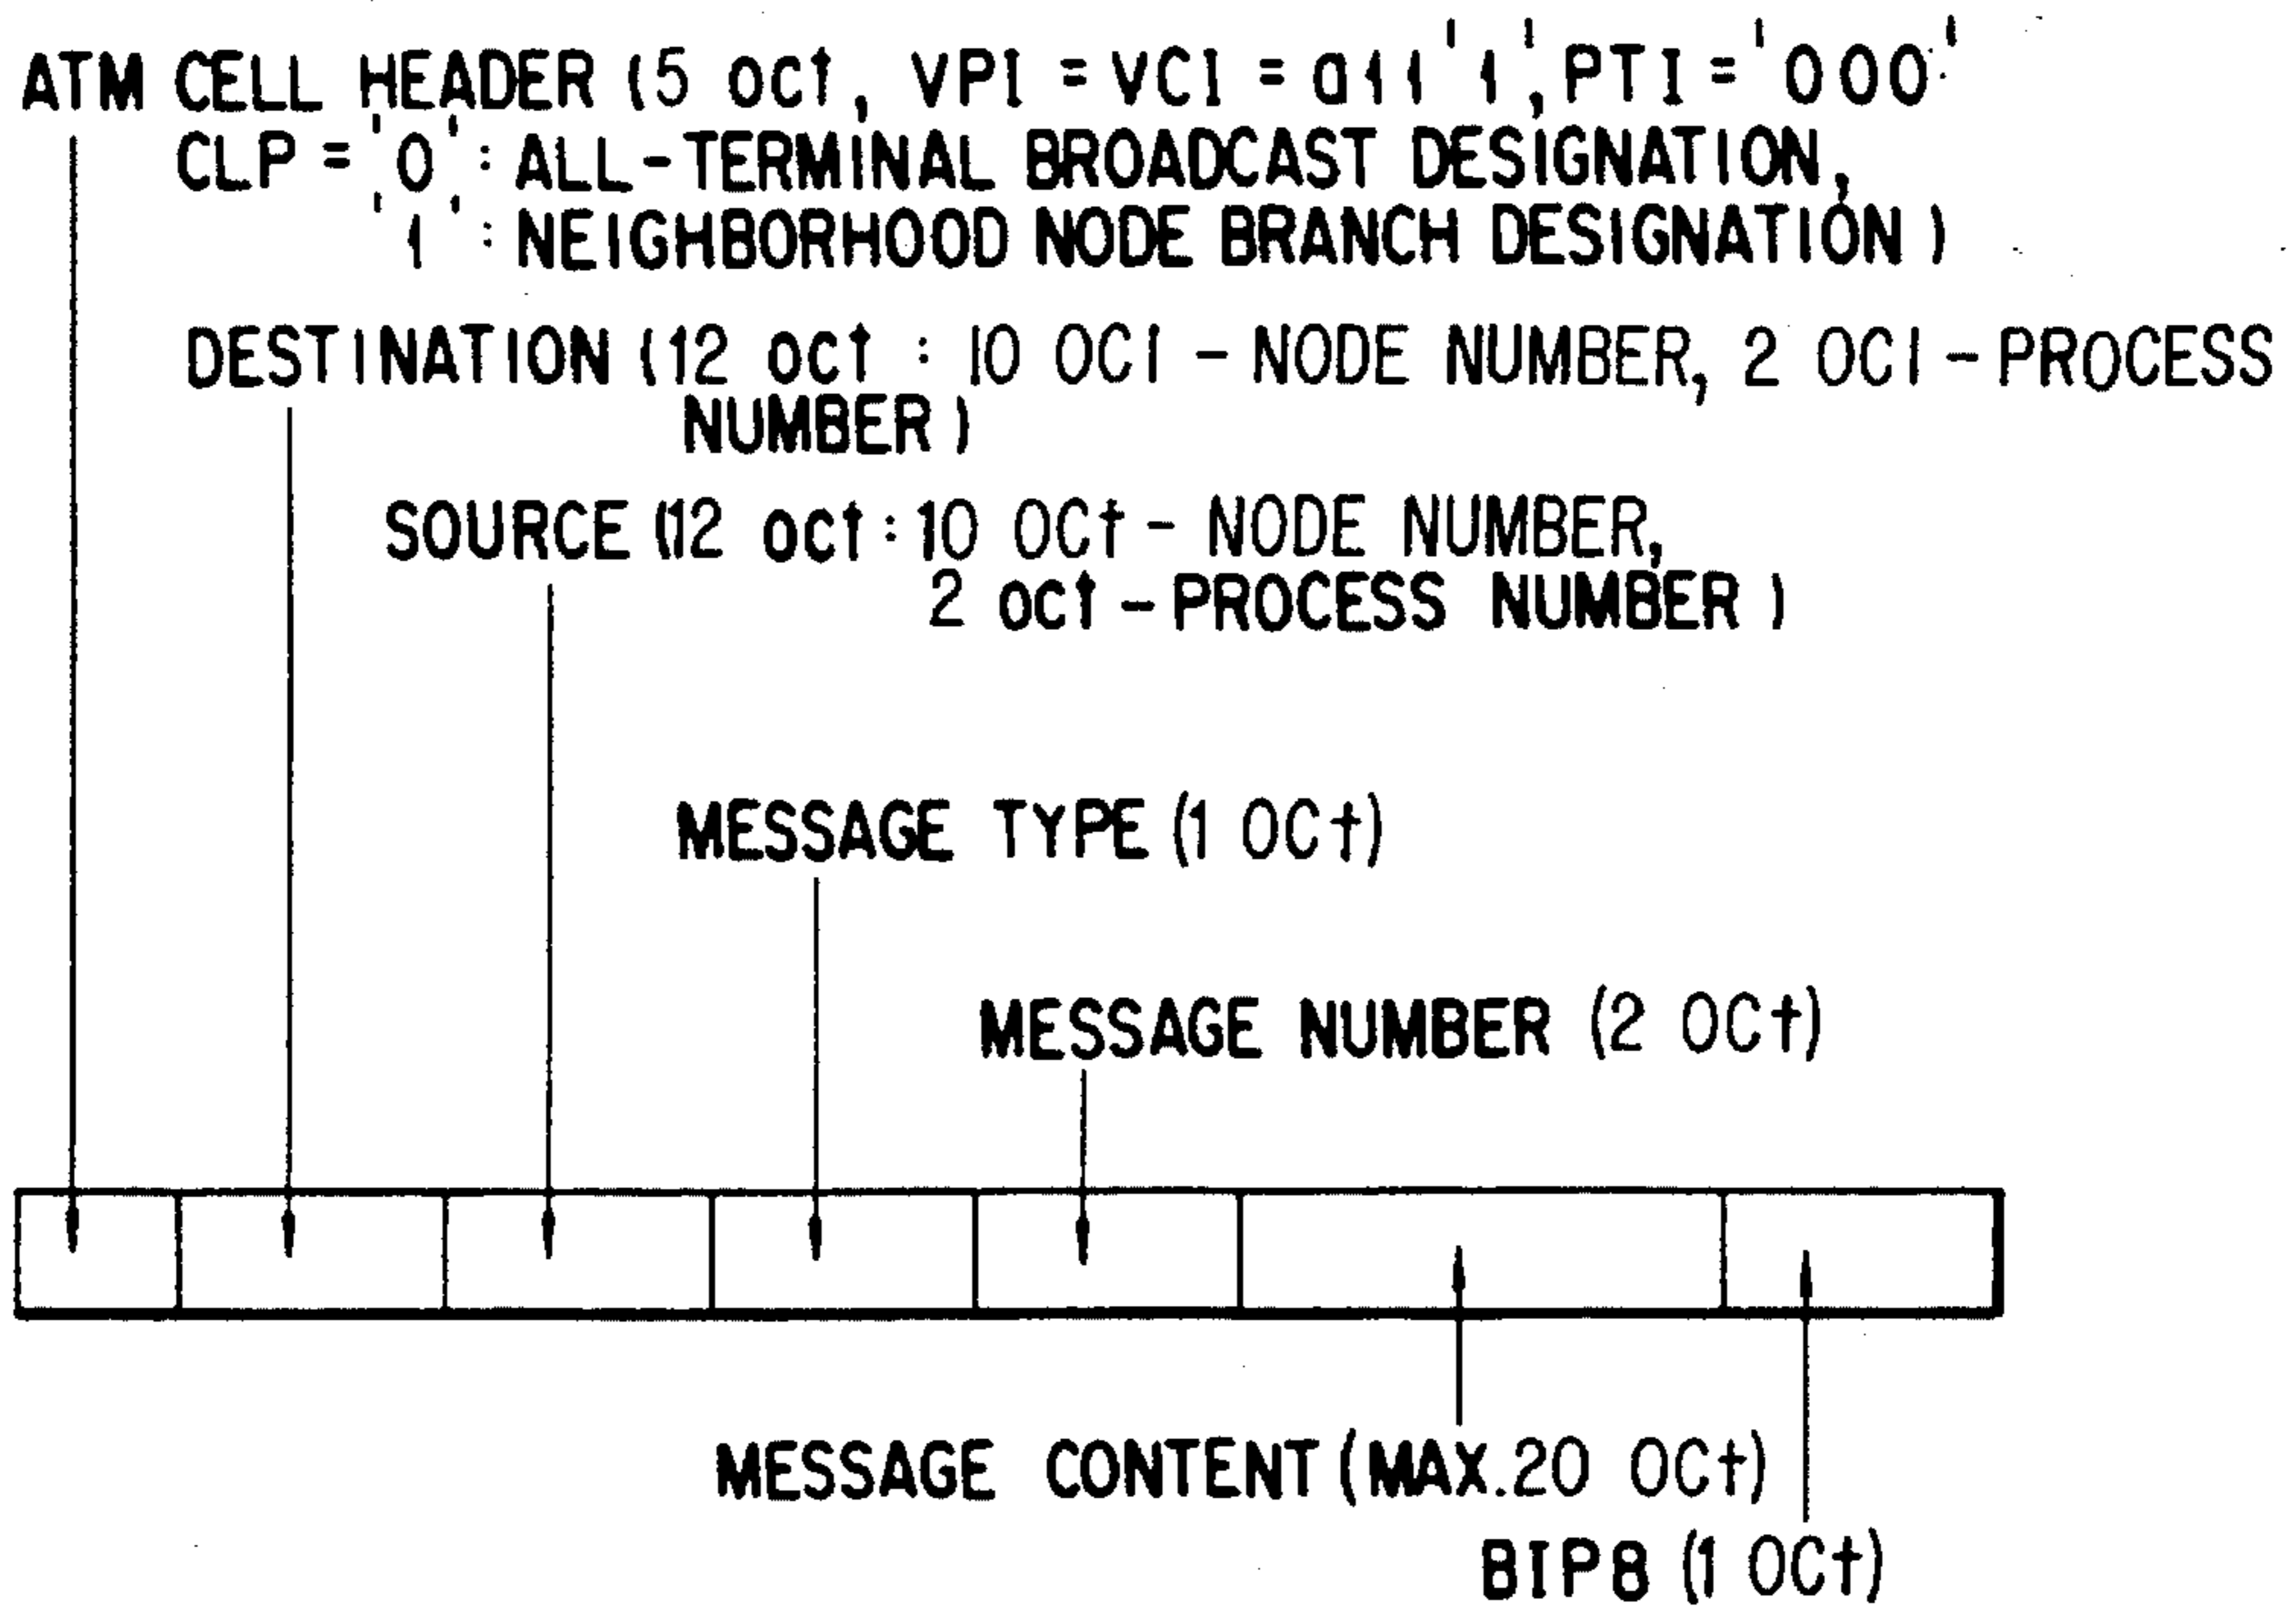 ATM CELL HEADER (5 oct, VPI = VCI = all '1', PTI = '000'
CLP = '0' : ALL-TERMINAL BROADCAST DESIGNATION,
'1' : NEIGHBORHOOD NODE BRANCH DESIGNATION)
DESTINATION (12 oct : 10 OCt - NODE NUMBER, 2 OCt - PROCESS
NUMBER)
SOURCE (12 oct : 10 OCt - NODE NUMBER,
2 oct - PROCESS NUMBER)
MESSAGE TYPE (1 OCt)
MESSAGE NUMBER (2 OCt)
MESSAGE CONTENT (MAX. 20 OCt)
BIP8 (1 OCt)